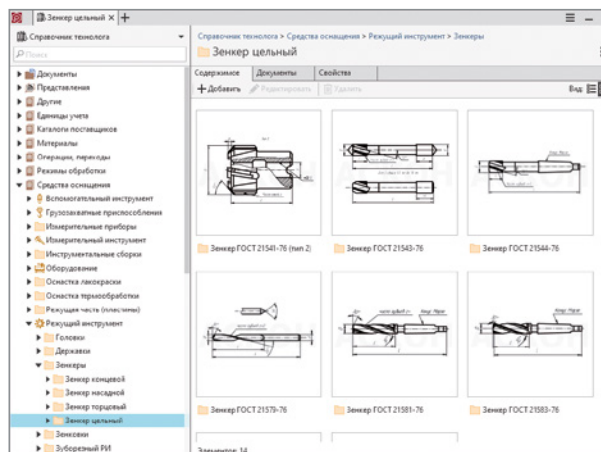 Зенкер цельный
Справочник технолога
Поиск
Документы
Представления
Другие
Единицы учета
Каталоги поставщиков
Материалы
Операции, переходы
Режимы обработки
Средства оснащения
Вспомогательный инструмент
Грузозахватные приспособления
Измерительные приборы
Измерительный инструмент
Инструментальные сборки
Оборудование
Оснастка лакокраски
Оснастка термообработки
Режущая часть (пластины)
Режущий инструмент
Головки
Державки
Зенкеры
Зенкер концевой
Зенкер насадной
Зенкер торцовый
Зенкер цельный
Зенковки
Зуборезный РИ
Справочник технолога > Средства оснащения > Режущий инструмент > Зенкеры
Зенкер цельный
Содержимое Документы Свойства
Добавить Редактировать Удалить Вид:
Зенкер ГОСТ 21541-76 (тип 2) Зенкер ГОСТ 21543-76 Зенкер ГОСТ 21544-76
Зенкер ГОСТ 21579-76 Зенкер ГОСТ 21581-76 Зенкер ГОСТ 21583-76
Элементов: 14